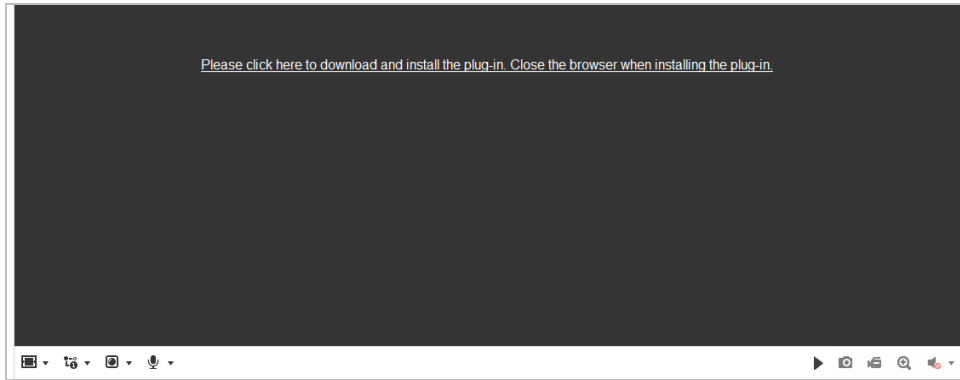 Please click here to download and install the plug-in. Close the browser when installing the plug-in.